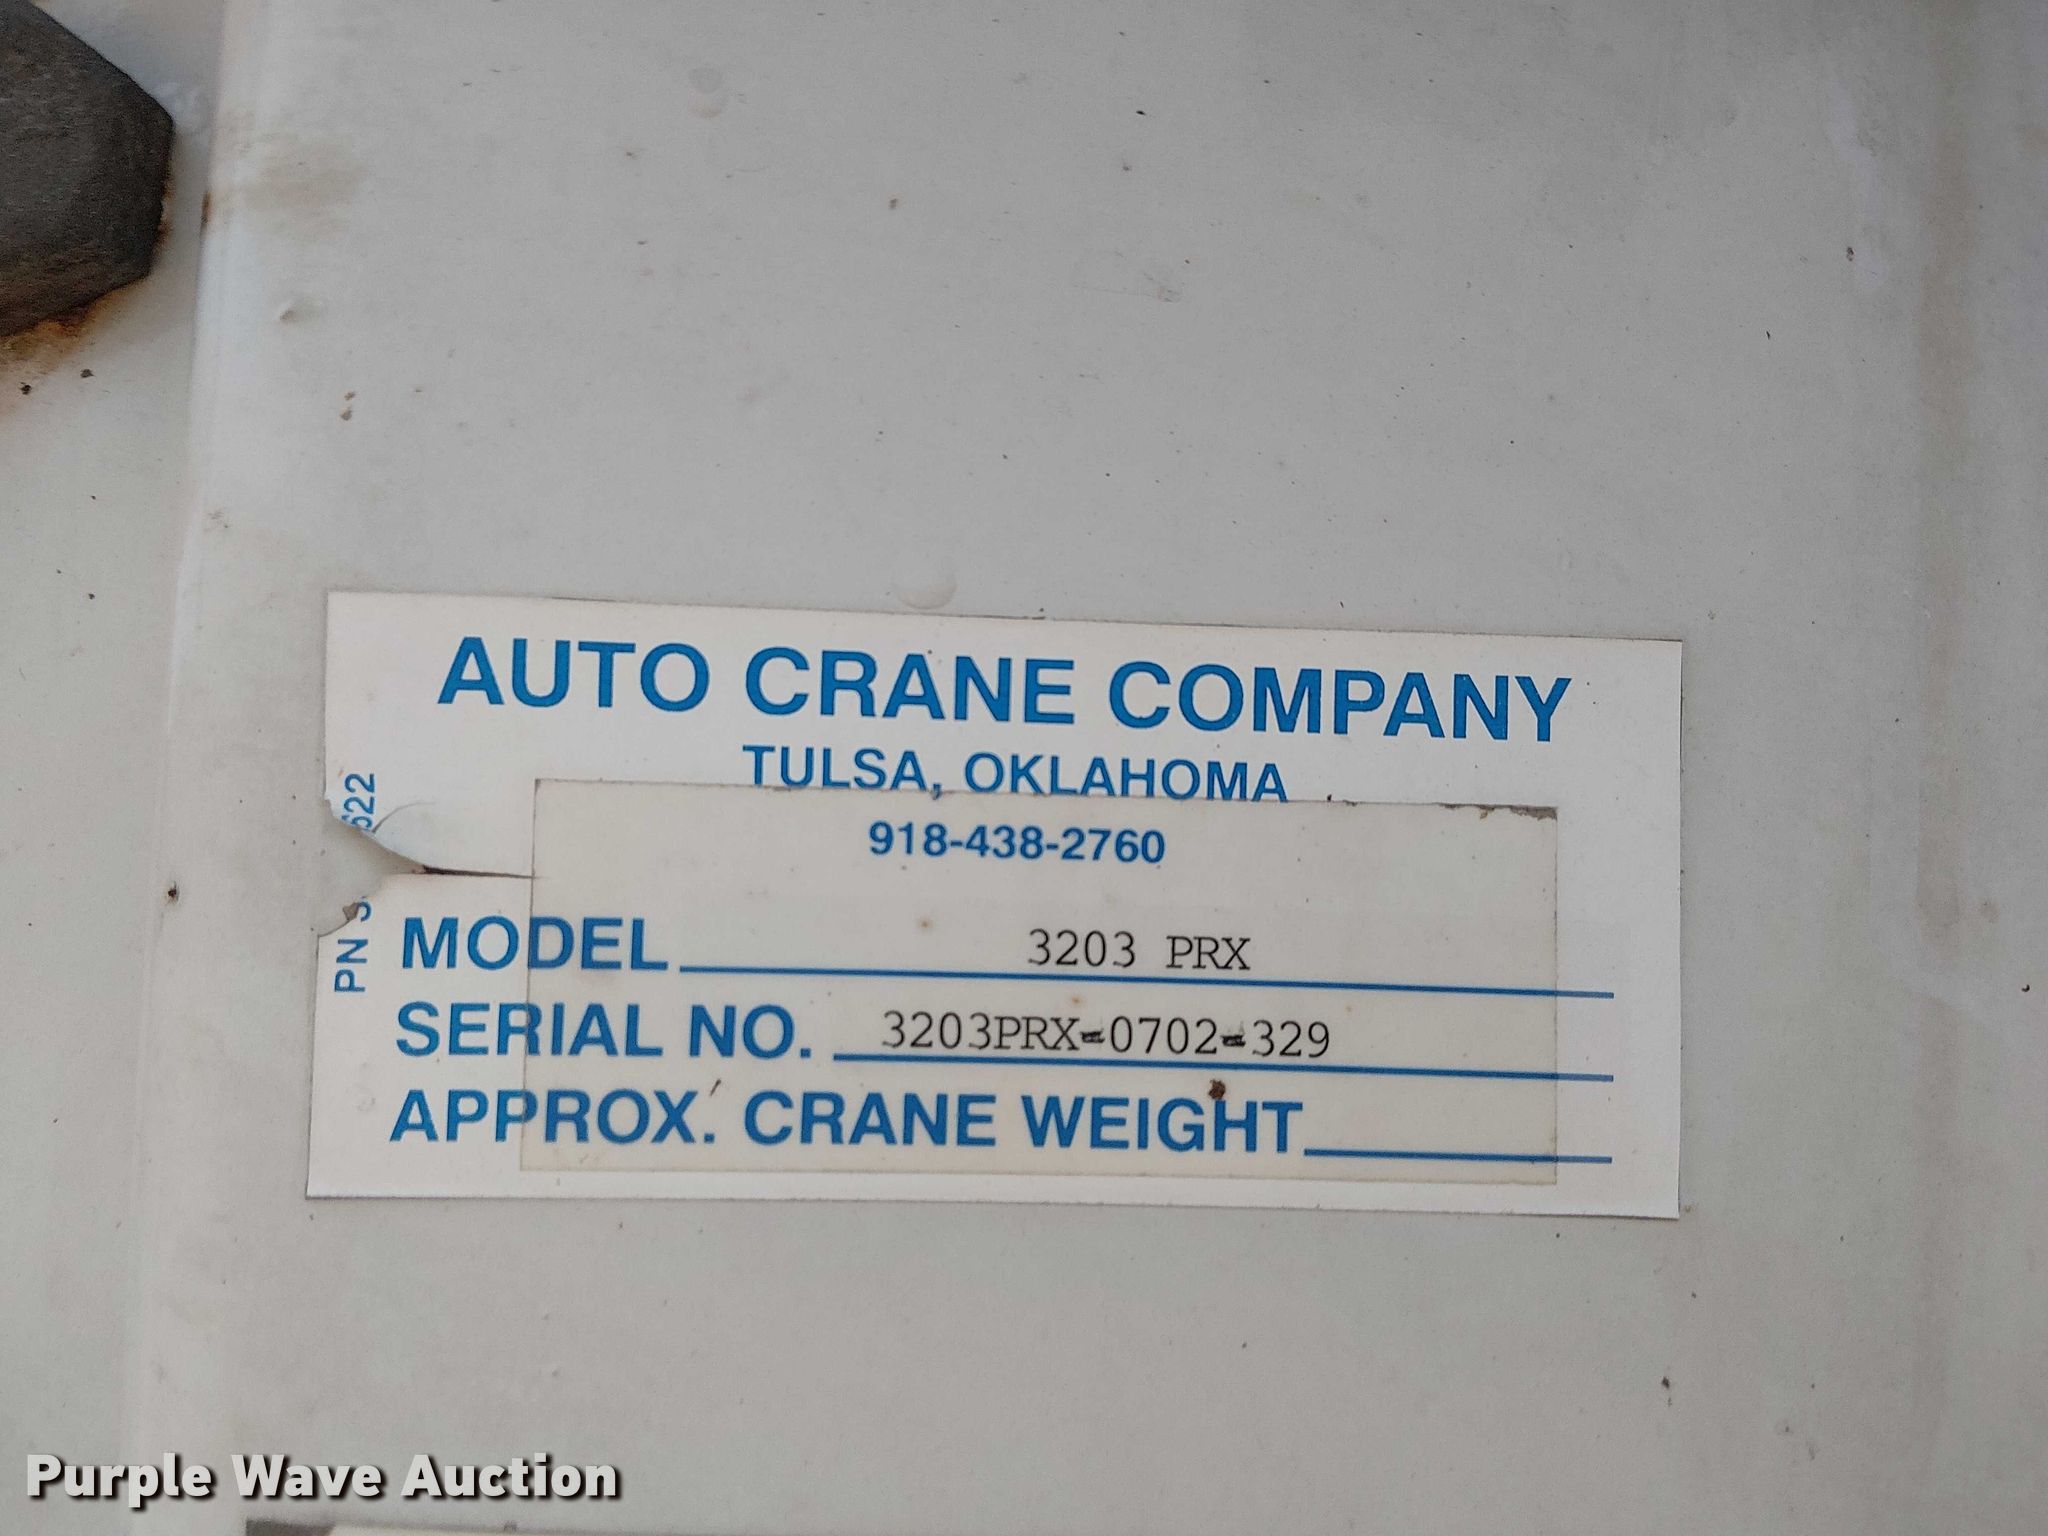 AUTO CRANE COMPANY
TULSA, OKLAHOMA
918-438-2760
MODEL 3203 PRX
SERIAL NO. 3203PRX-0702-329
APPROX. CRANE WEIGHT
PN
Purple Wave Auction